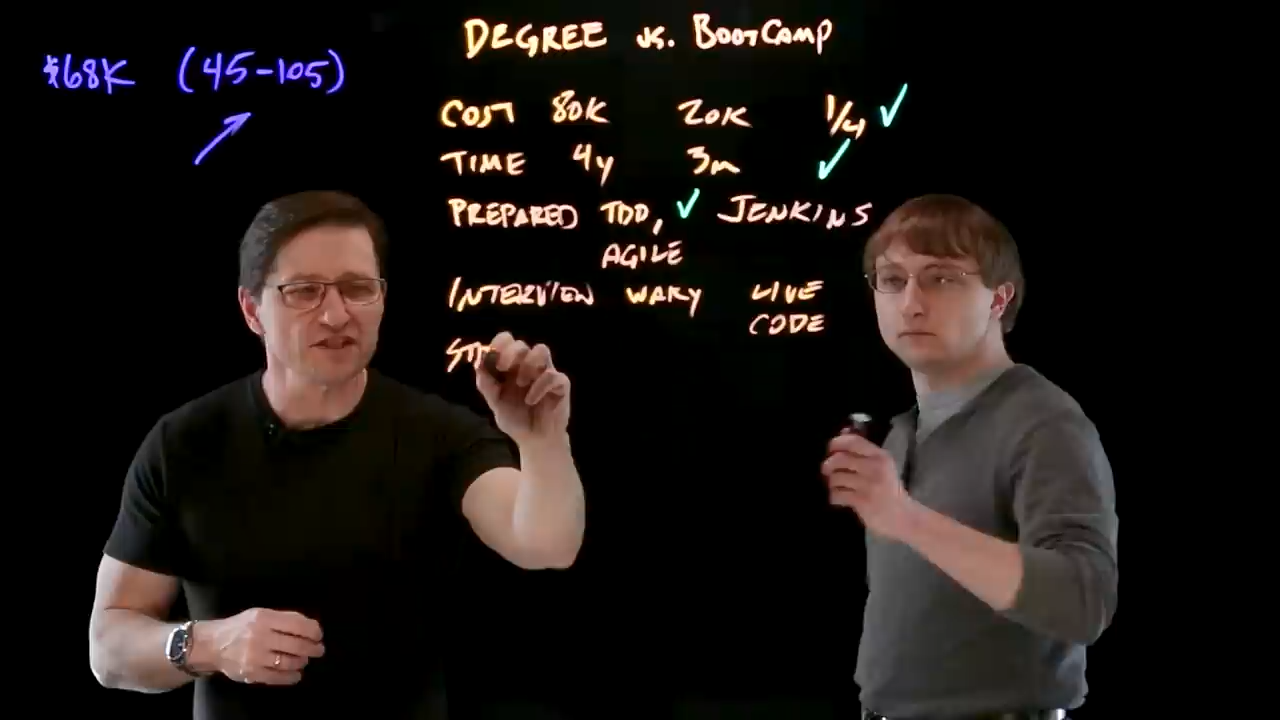 DEGREE vs. BOOTCAMP
$68K (45-105)
COST 80K 20K 1/4 ✓
TIME 4y 3m ✓
PREPARED TDD, ✓ JENKINS
AGILE
INTERVIEW WARY LIVE
CODE